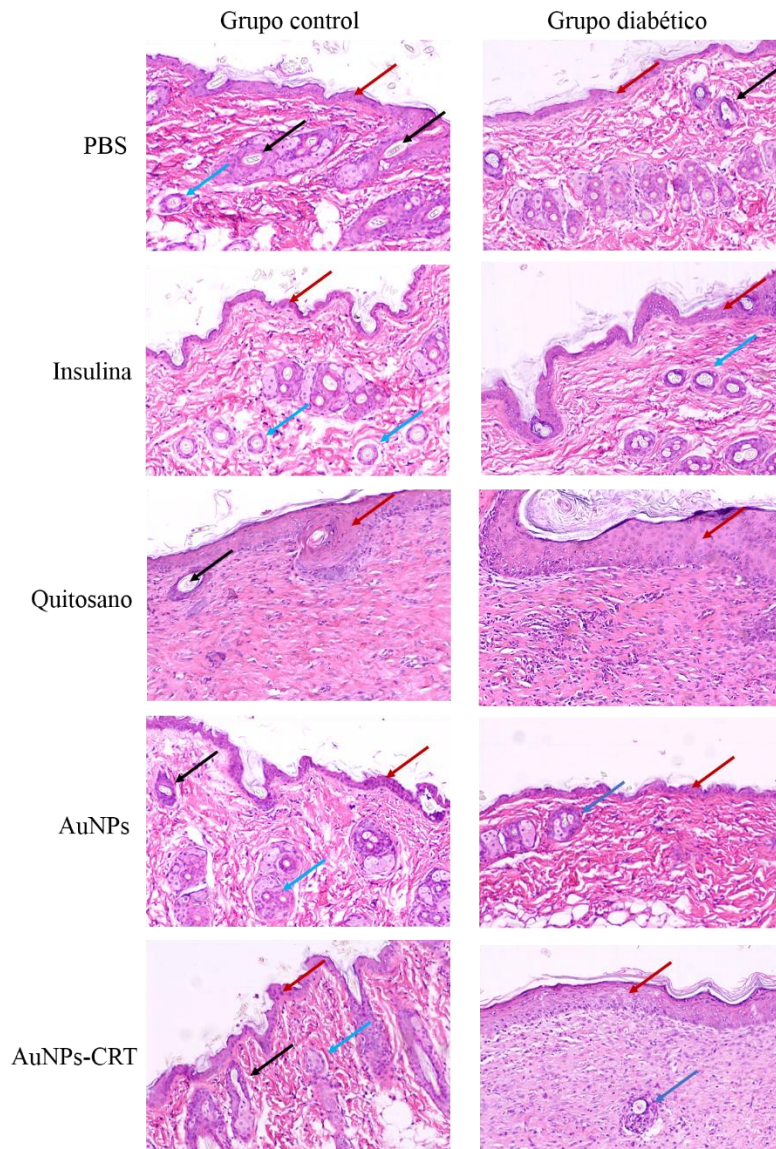 Grupo control
Grupo diabético
PBS
Insulina
Quitosano
AuNPs
AuNPs-CRT